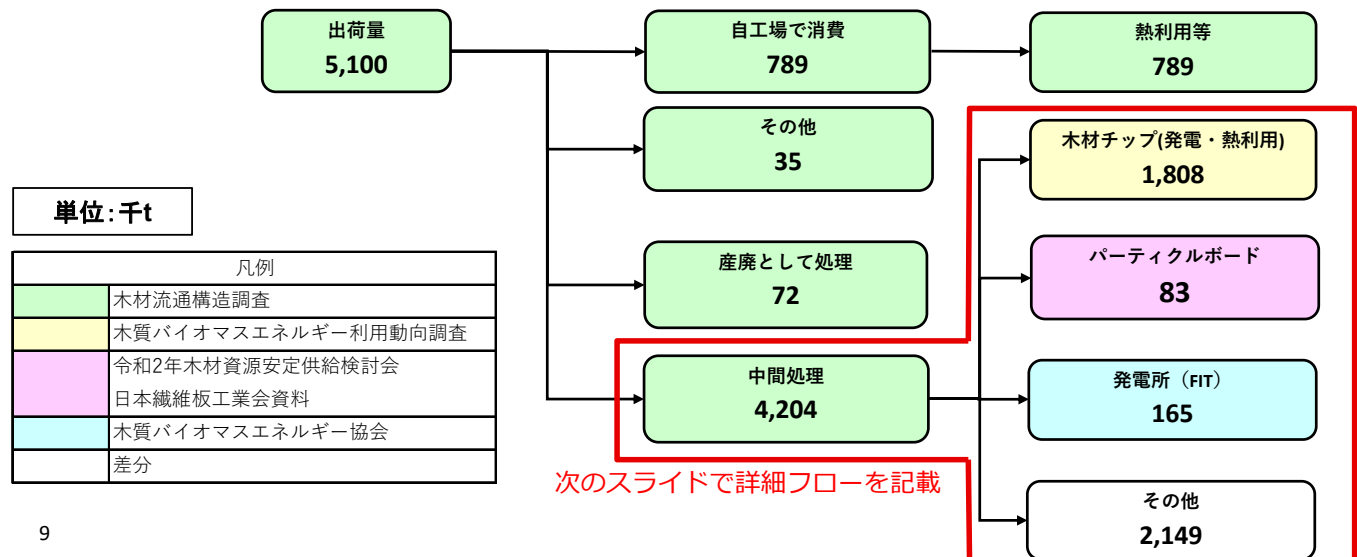 出荷量
5,100
自工場で消費
789
熱利用等
789
その他
35
木材チップ(発電・熱利用)
1,808
単位：千t
凡例
木材流通構造調査
木質バイオマスエネルギー利用動向調査
令和2年木材資源安定供給検討会
日本繊維板工業会資料
木質バイオマスエネルギー協会
差分
産廃として処理
72
パーティクルボード
83
中間処理
4,204
発電所（FIT）
165
次のスライドで詳細フローを記載
その他
2,149
9